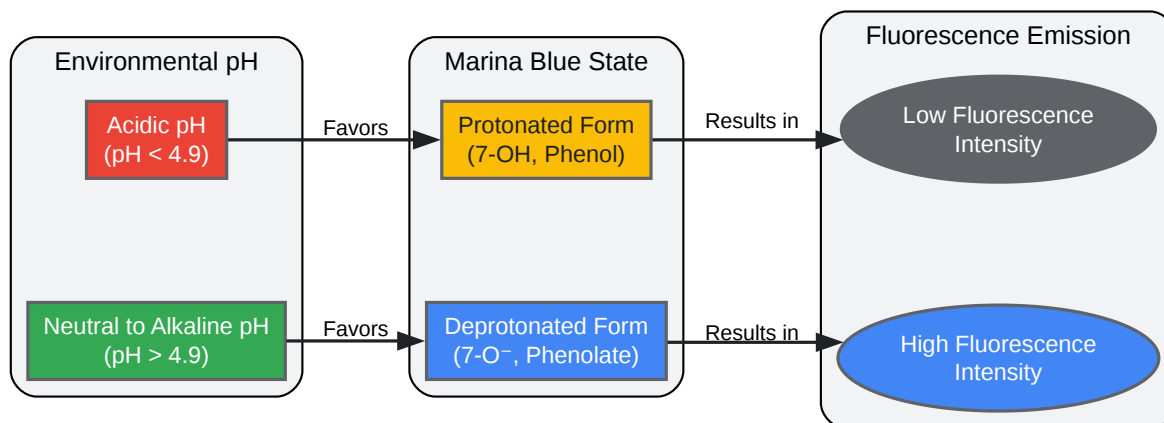 Environmental pH
Marina Blue State
Fluorescence Emission
Acidic pH
(pH < 4.9)
Favors
Protonated Form
(7-OH, Phenol)
Results in
Low Fluorescence
Intensity
Neutral to Alkaline pH
(pH > 4.9)
Favors
Deprotonated Form
(7-O⁻, Phenolate)
Results in
High Fluorescence
Intensity